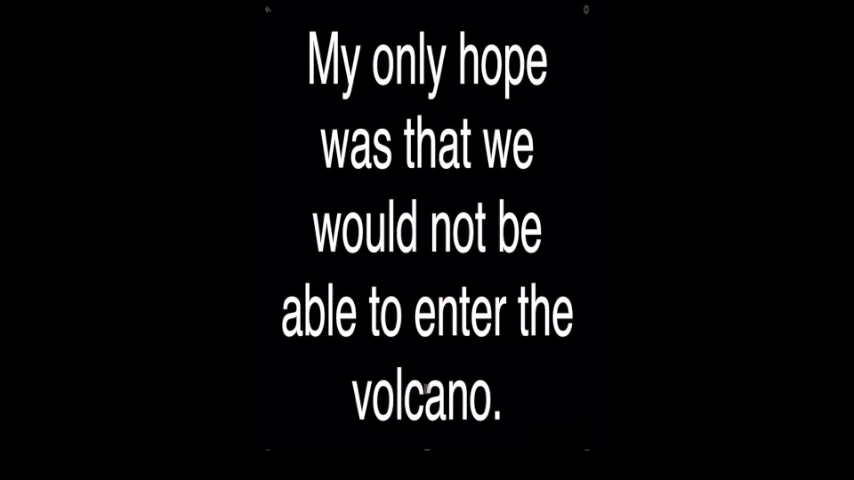 My only hope
was that we
would not be
able to enter the
volcano.